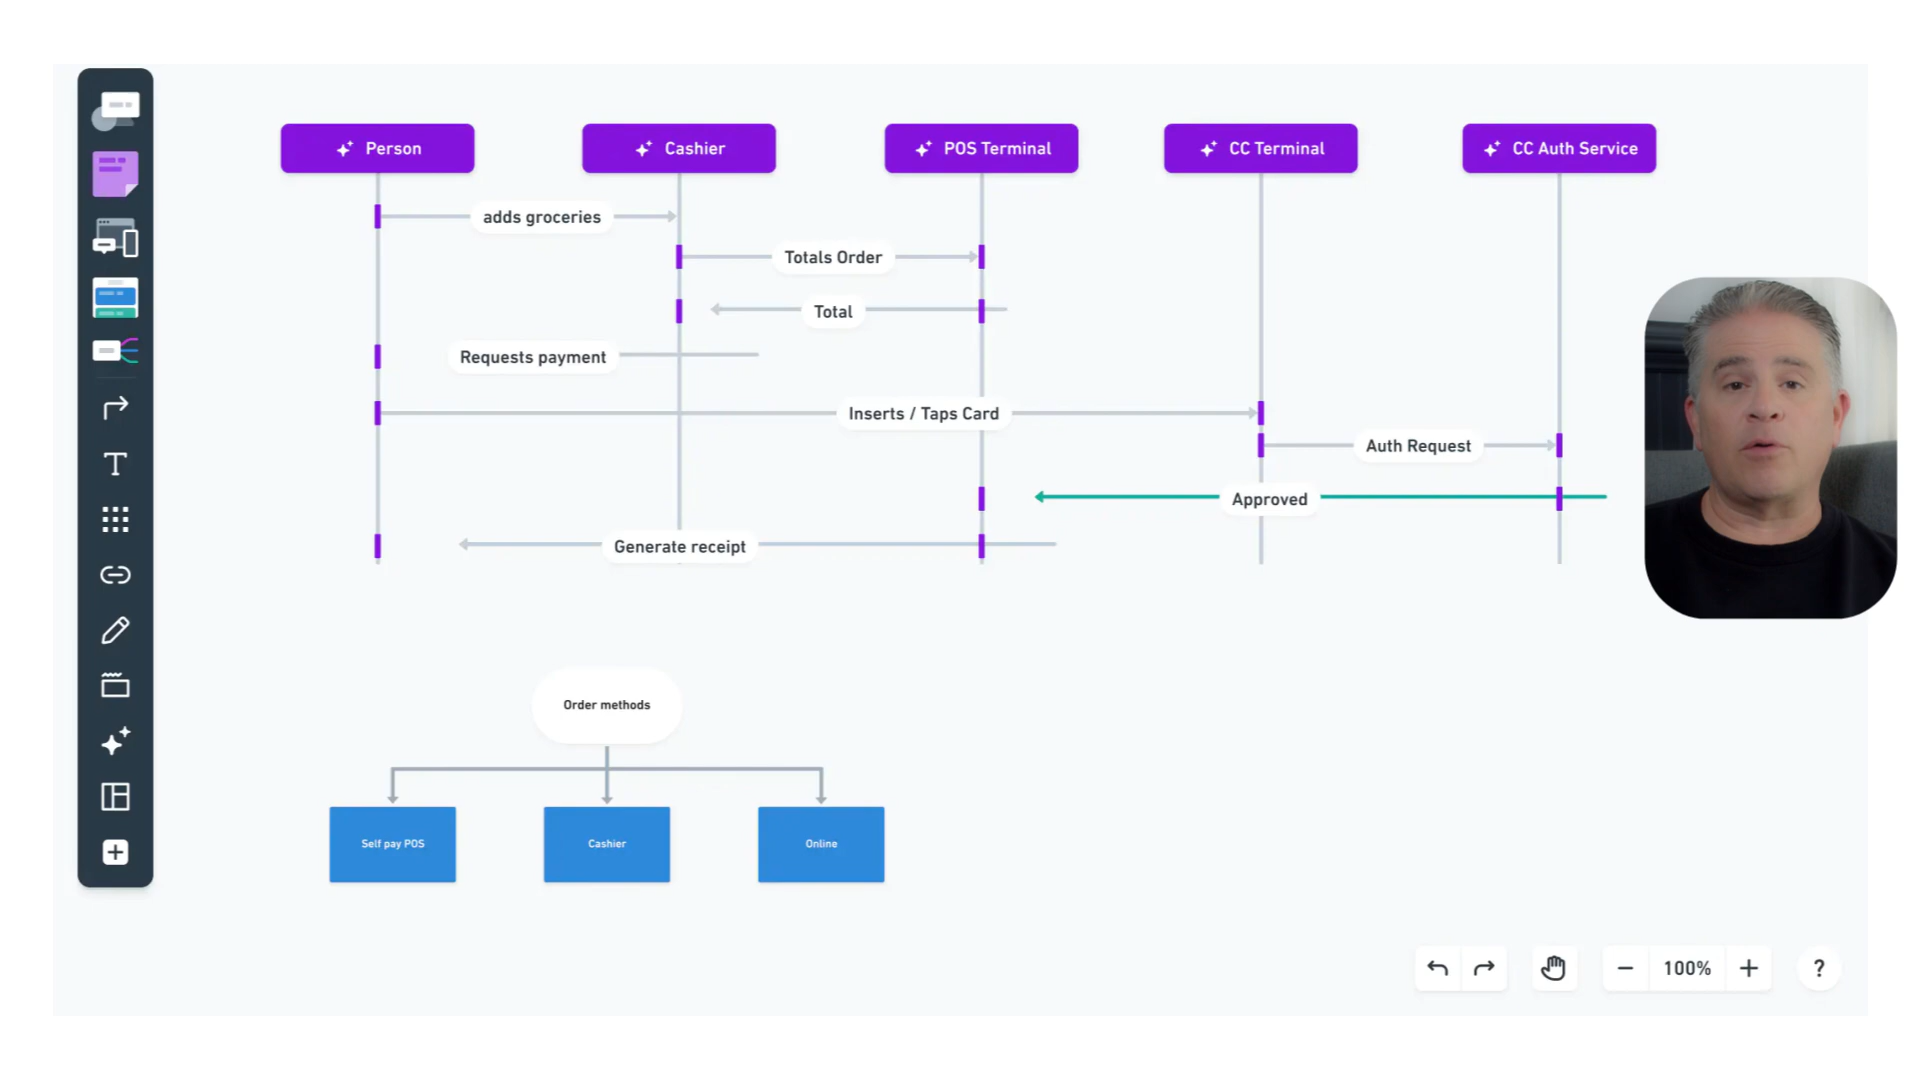 Person
Cashier
POS Terminal
CC Terminal
CC Auth Service
adds groceries
Totals Order
Total
Requests payment
Inserts / Taps Card
Auth Request
Approved
Generate receipt
Order methods
Self pay POS
Cashier
Online
100%
?